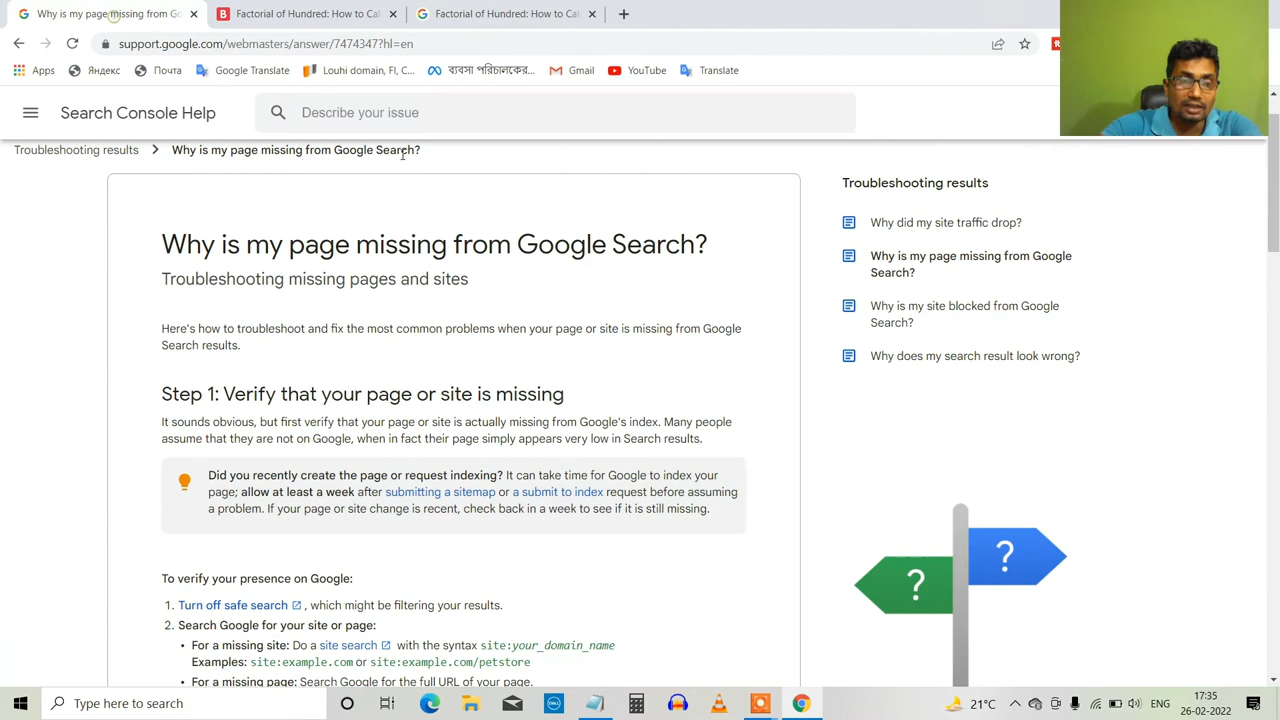 Why is my page missing from Go
Factorial of Hundred: How to Cal
Factorial of Hundred: How to Cal
support.google.com/webmasters/answer/7474347?hl=en
Apps
Яндекс
Почта
Google Translate
Louhi domain, FI, C...
ব্যবসা পরিচালকের...
Gmail
YouTube
Translate
Search Console Help
Describe your issue
Troubleshooting results
Why is my page missing from Google Search?
Why is my page missing from Google Search?
Troubleshooting missing pages and sites
Here's how to troubleshoot and fix the most common problems when your page or site is missing from Google
Search results.
Step 1: Verify that your page or site is missing
It sounds obvious, but first verify that your page or site is actually missing from Google's index. Many people
assume that they are not on Google, when in fact their page simply appears very low in Search results.
Did you recently create the page or request indexing? It can take time for Google to index your
page; allow at least a week after submitting a sitemap or a submit to index request before assuming
a problem. If your page or site change is recent, check back in a week to see if it is still missing.
To verify your presence on Google:
1. Turn off safe search , which might be filtering your results.
2. Search Google for your site or page:
• For a missing site: Do a site search with the syntax site:your_domain_name
Examples: site:example.com or site:example.com/petstore
• For a missing page: Search Google for the full URL of your page.
Troubleshooting results
Why did my site traffic drop?
Why is my page missing from Google
Search?
Why is my site blocked from Google
Search?
Why does my search result look wrong?
?
?
Type here to search
DELL
21°C
ENG
17:35
26-02-2022